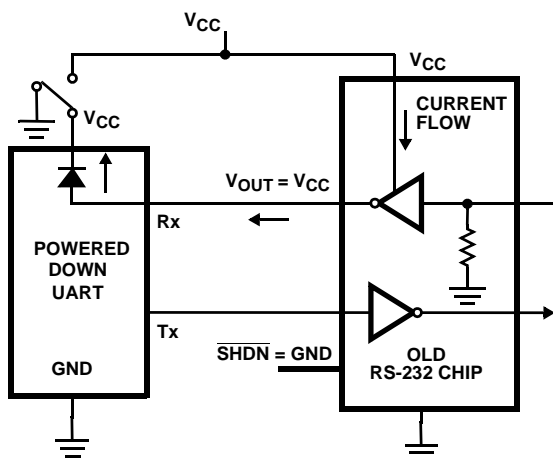 VCC
VCC
VCC
CURRENT
FLOW
VOUT = VCC
Rx
POWERED
DOWN
UART
Tx
SHDN = GND
OLD
RS-232 CHIP
GND